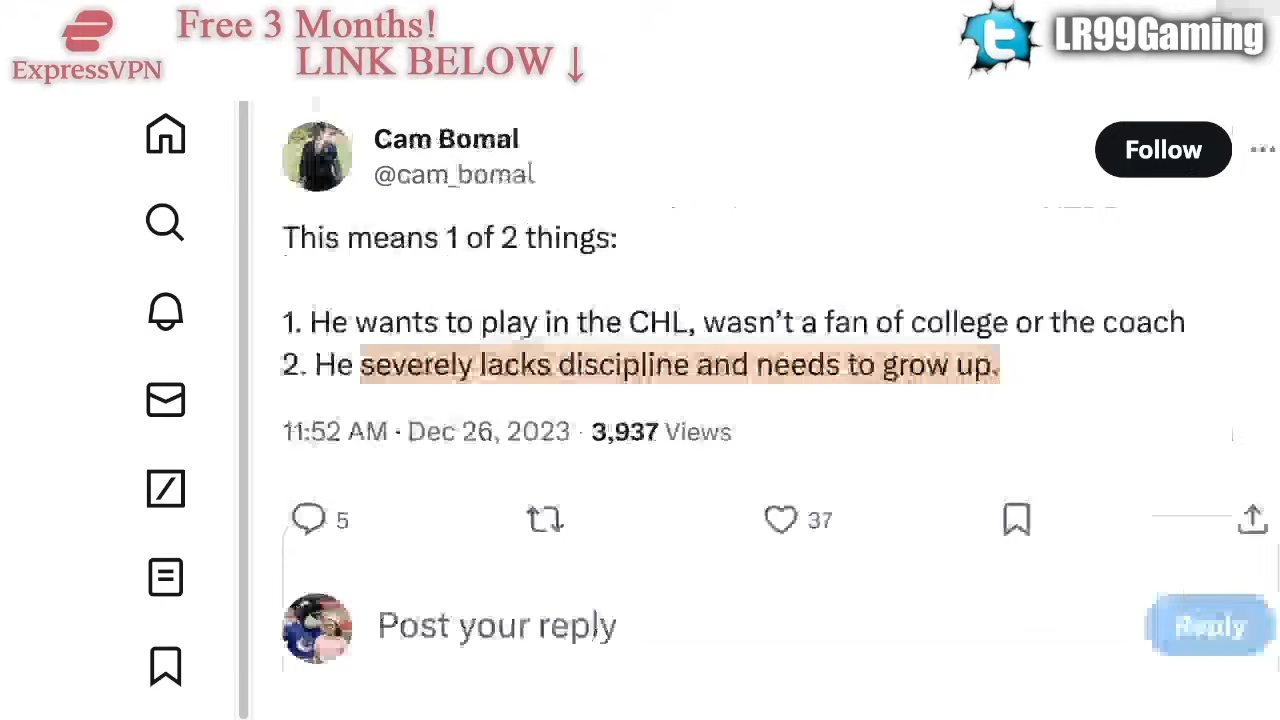 Free 3 Months!
LINK BELOW ↓
ExpressVPN
LR99Gaming
Cam Bomal
@cam_bomal
Follow
This means 1 of 2 things:
1. He wants to play in the CHL, wasn't a fan of college or the coach
2. He severely lacks discipline and needs to grow up.
11:52 AM · Dec 26, 2023 · 3,937 Views
5
37
Post your reply
Reply